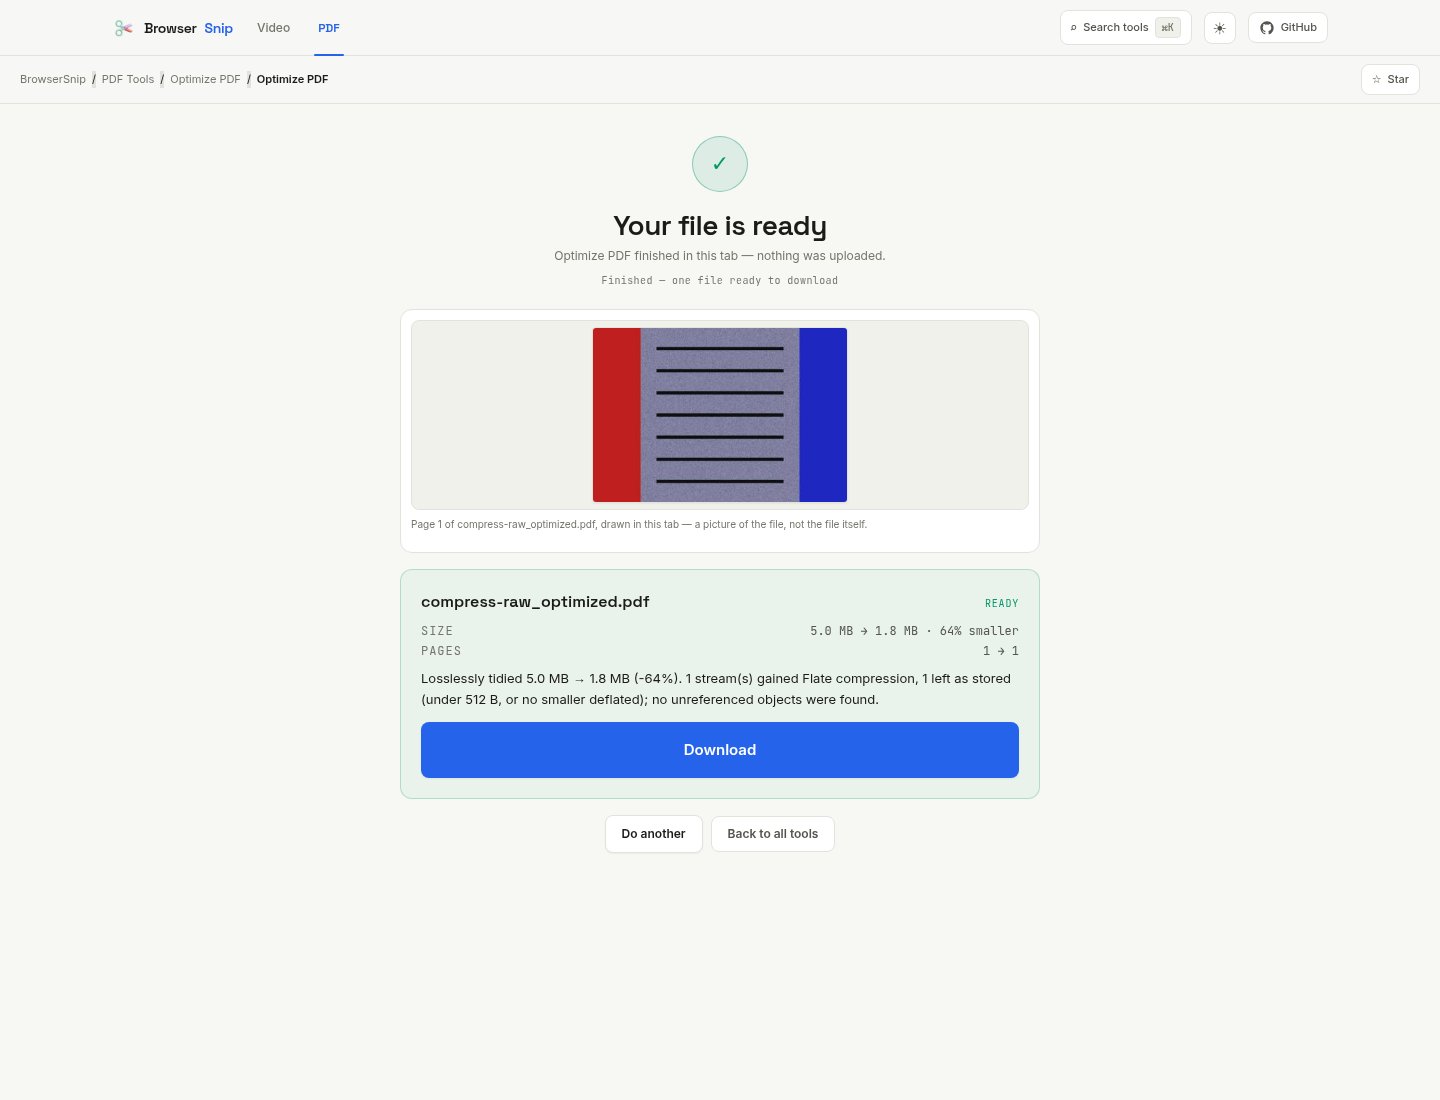 Browser Snip Video PDF Search tools ⌘K GitHub
BrowserSnip / PDF Tools / Optimize PDF / Optimize PDF ☆ Star
✓
Your file is ready
Optimize PDF finished in this tab — nothing was uploaded.
Finished — one file ready to download
Page 1 of compress-raw_optimized.pdf, drawn in this tab — a picture of the file, not the file itself.
compress-raw_optimized.pdf READY
SIZE 5.0 MB → 1.8 MB · 64% smaller
PAGES 1 → 1
Losslessly tidied 5.0 MB → 1.8 MB (-64%). 1 stream(s) gained Flate compression, 1 left as stored
(under 512 B, or no smaller deflated); no unreferenced objects were found.
Download
Do another Back to all tools